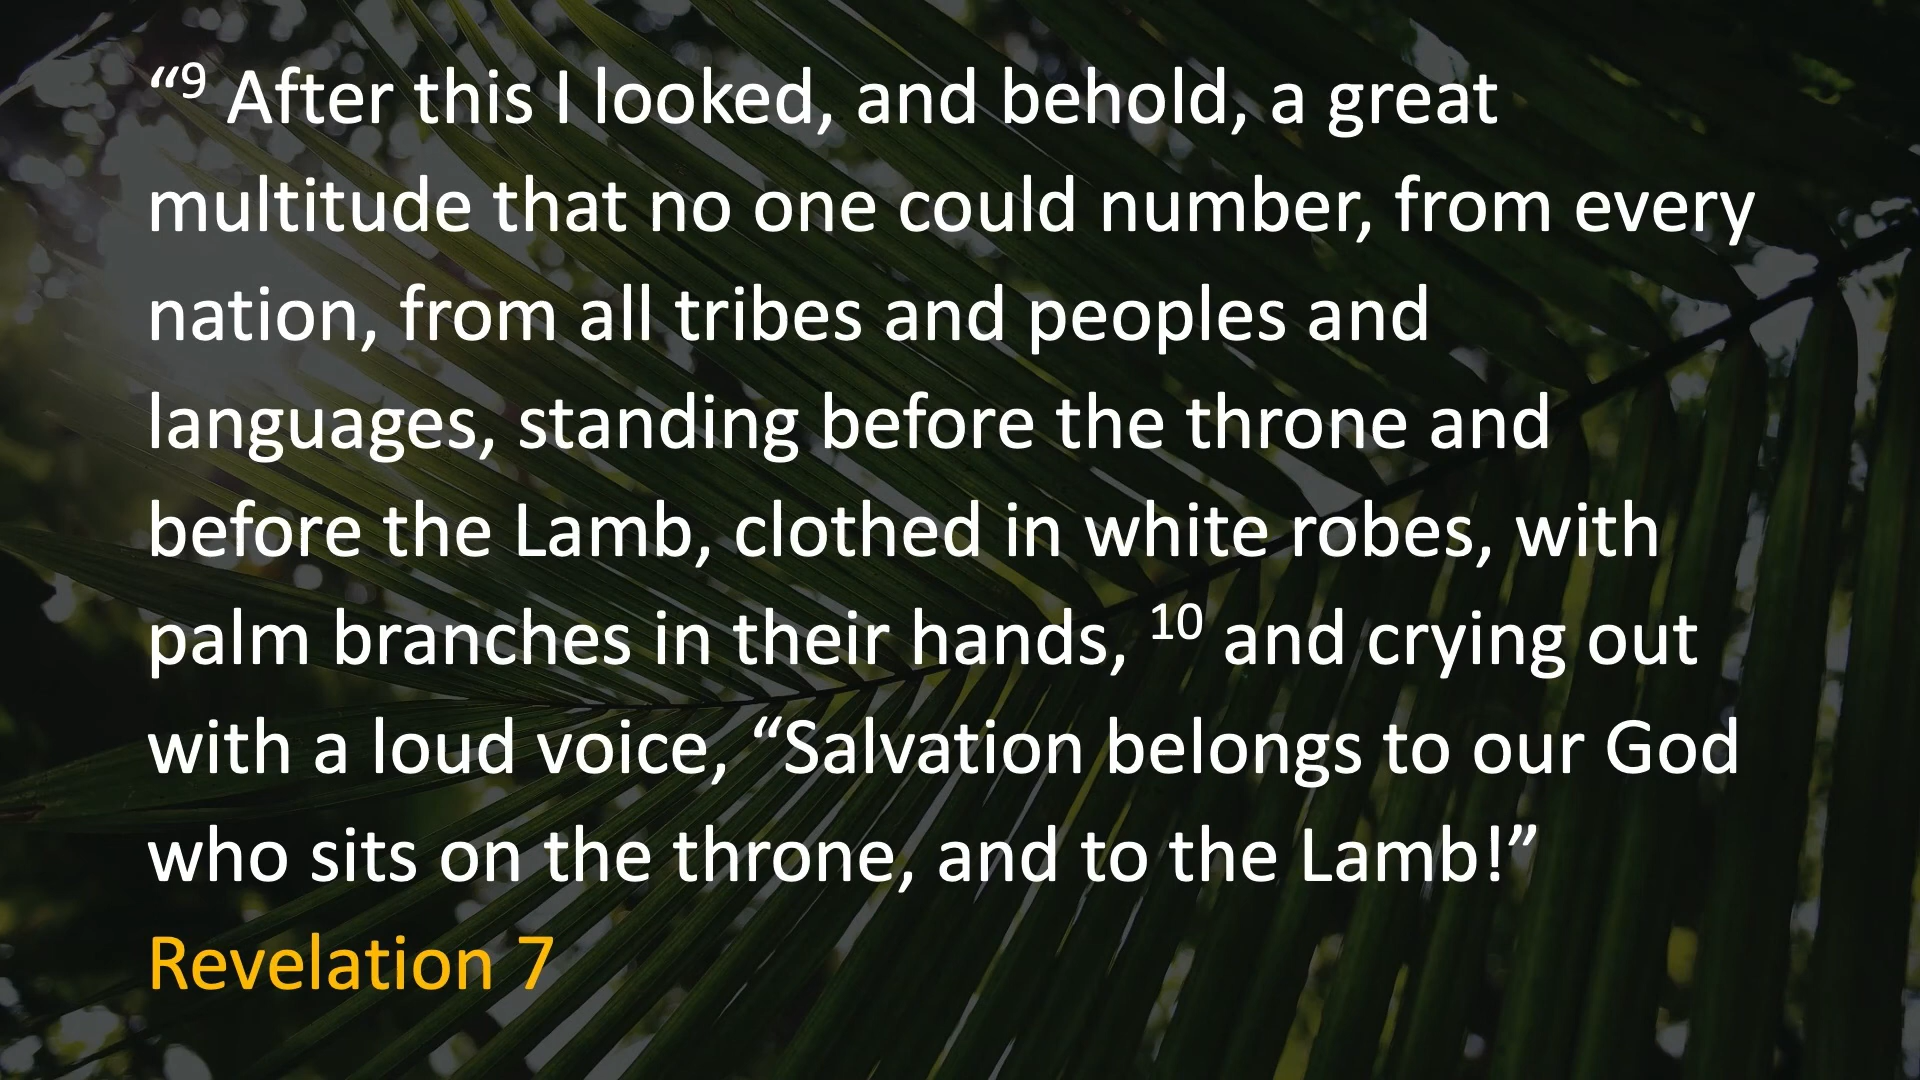 “⁹ After this I looked, and behold, a great
multitude that no one could number, from every
nation, from all tribes and peoples and
languages, standing before the throne and
before the Lamb, clothed in white robes, with
palm branches in their hands, ¹⁰ and crying out
with a loud voice, “Salvation belongs to our God
who sits on the throne, and to the Lamb!”
Revelation 7